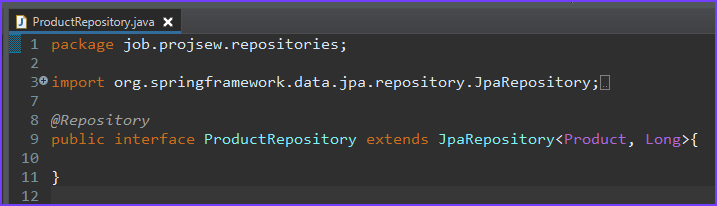 ProductRepository.java
1 package job.projsew.repositories;
2
3 import org.springframework.data.jpa.repository.JpaRepository;
7
8 @Repository
9 public interface ProductRepository extends JpaRepository<Product, Long>{
10
11 }
12